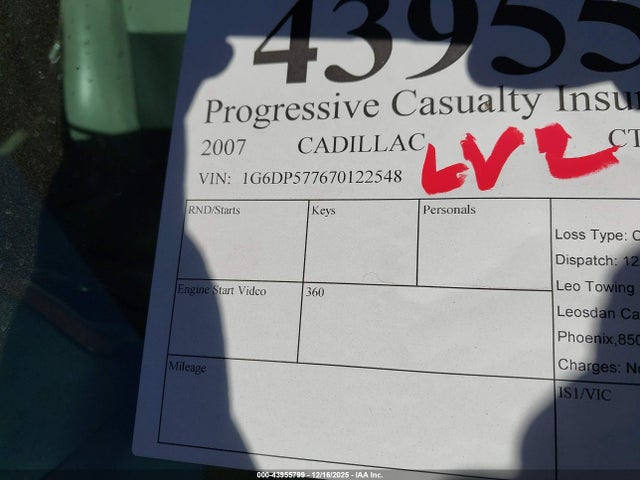 43955
Progressive Casualty Insu
2007 CADILLAC CT
LVL
VIN: 1G6DP577670122548
RND/Starts Keys Personals
Loss Type: C
Dispatch: 12
Engine Start Video 360
Leo Towing
Leosdan Ca
Phoenix,850
Mileage
Charges: No
IS1/VIC
000-43955799 - 12/16/2025 - IAA Inc.